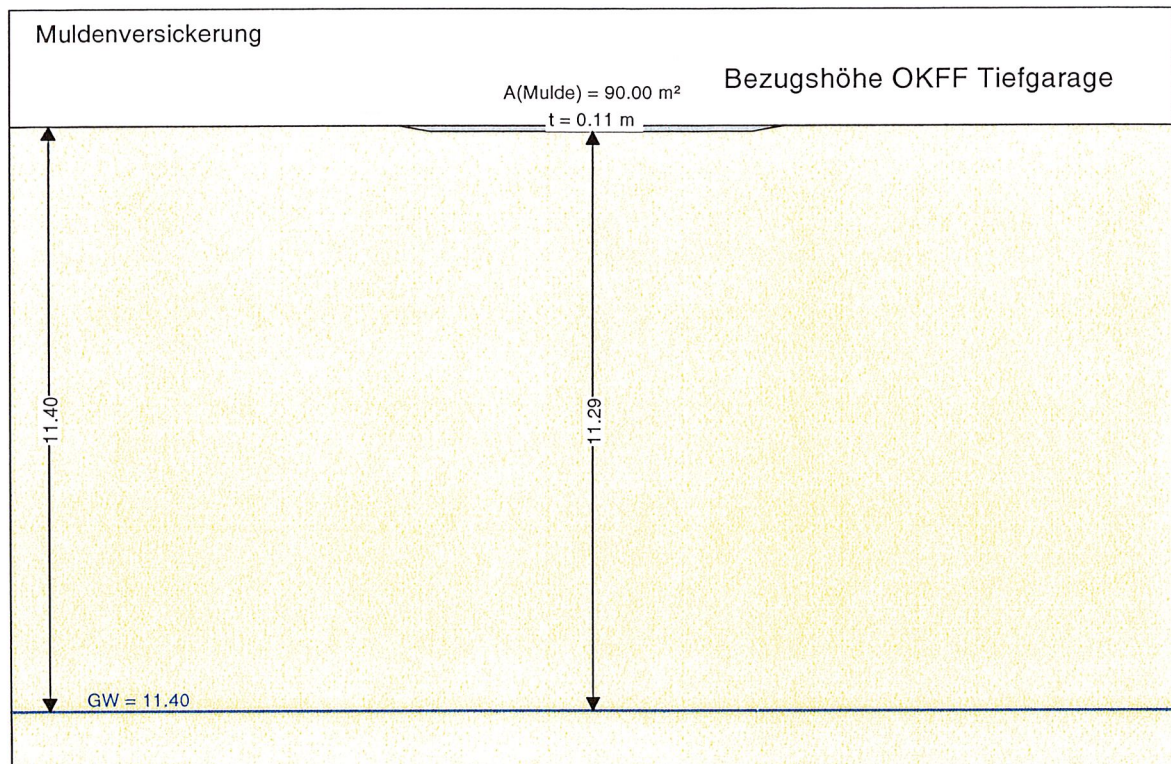 Muldenversickerung
Bezugshöhe OKFF Tiefgarage
A(Mulde) = 90.00 m²
t = 0.11 m
11.40
11.29
GW = 11.40